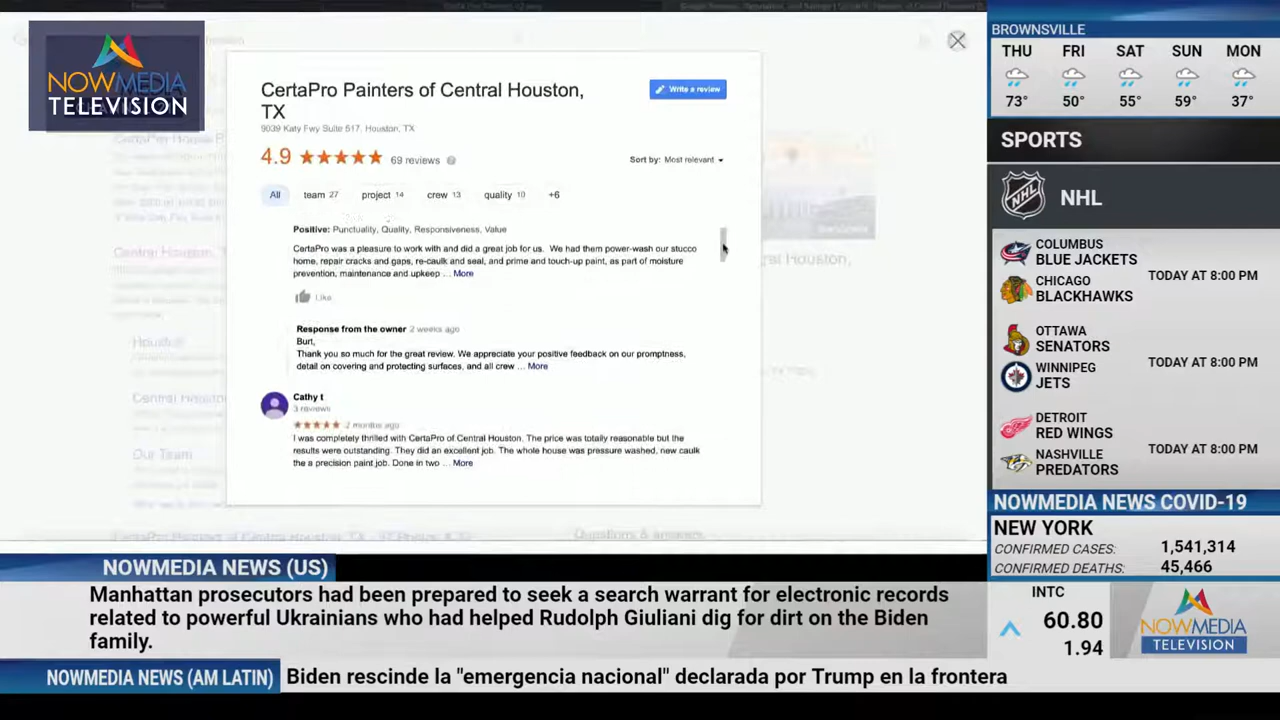 NOWMEDIA
TELEVISION
CertaPro Painters of Central Houston,
TX
9039 Katy Fwy Suite 517, Houston, TX
Write a review
4.9
69 reviews
Sort by: Most relevant
All
team 27
project 14
crew 13
quality 10
+6
Positive: Punctuality, Quality, Responsiveness, Value
CertaPro was a pleasure to work with and did a great job for us. We had them power-wash our stucco
home, repair cracks and gaps, re-caulk and seal, and prime and touch-up paint, as part of moisture
prevention, maintenance and upkeep ... More
Like
Response from the owner 2 weeks ago
Burt,
Thank you so much for the great review. We appreciate your positive feedback on our promptness,
detail on covering and protecting surfaces, and all crew ... More
Cathy t
3 reviews
2 months ago
I was completely thrilled with CertaPro of Central Houston. The price was totally reasonable but the
results were outstanding. They did an excellent job. The whole house was pressure washed, new caulk
the a precision paint job. Done in two ... More
Central Houston
Our Team
Questions & answers
BROWNSVILLE
THU FRI SAT SUN MON
73° 50° 55° 59° 37°
SPORTS
NHL
COLUMBUS
BLUE JACKETS
CHICAGO
BLACKHAWKS
TODAY AT 8:00 PM
OTTAWA
SENATORS
WINNIPEG
JETS
TODAY AT 8:00 PM
DETROIT
RED WINGS
NASHVILLE
PREDATORS
TODAY AT 8:00 PM
NOWMEDIA NEWS COVID-19
NEW YORK
CONFIRMED CASES: 1,541,314
CONFIRMED DEATHS: 45,466
INTC
60.80
1.94
NOWMEDIA
TELEVISION
NOWMEDIA NEWS (US)
Manhattan prosecutors had been prepared to seek a search warrant for electronic records
related to powerful Ukrainians who had helped Rudolph Giuliani dig for dirt on the Biden
family.
NOWMEDIA NEWS (AM LATIN)
Biden rescinde la "emergencia nacional" declarada por Trump en la frontera